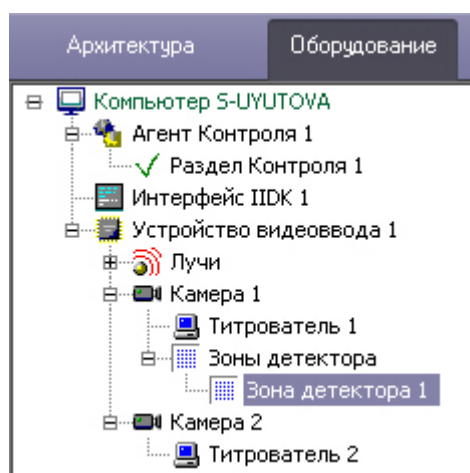 Архитектура Оборудование
Компьютер S-UYUTOVA
Агент Контроля 1
Раздел Контроля 1
Интерфейс IIDK 1
Устройство видеоввода 1
Лучи
Камера 1
Титрователь 1
Зоны детектора
Зона детектора 1
Камера 2
Титрователь 2